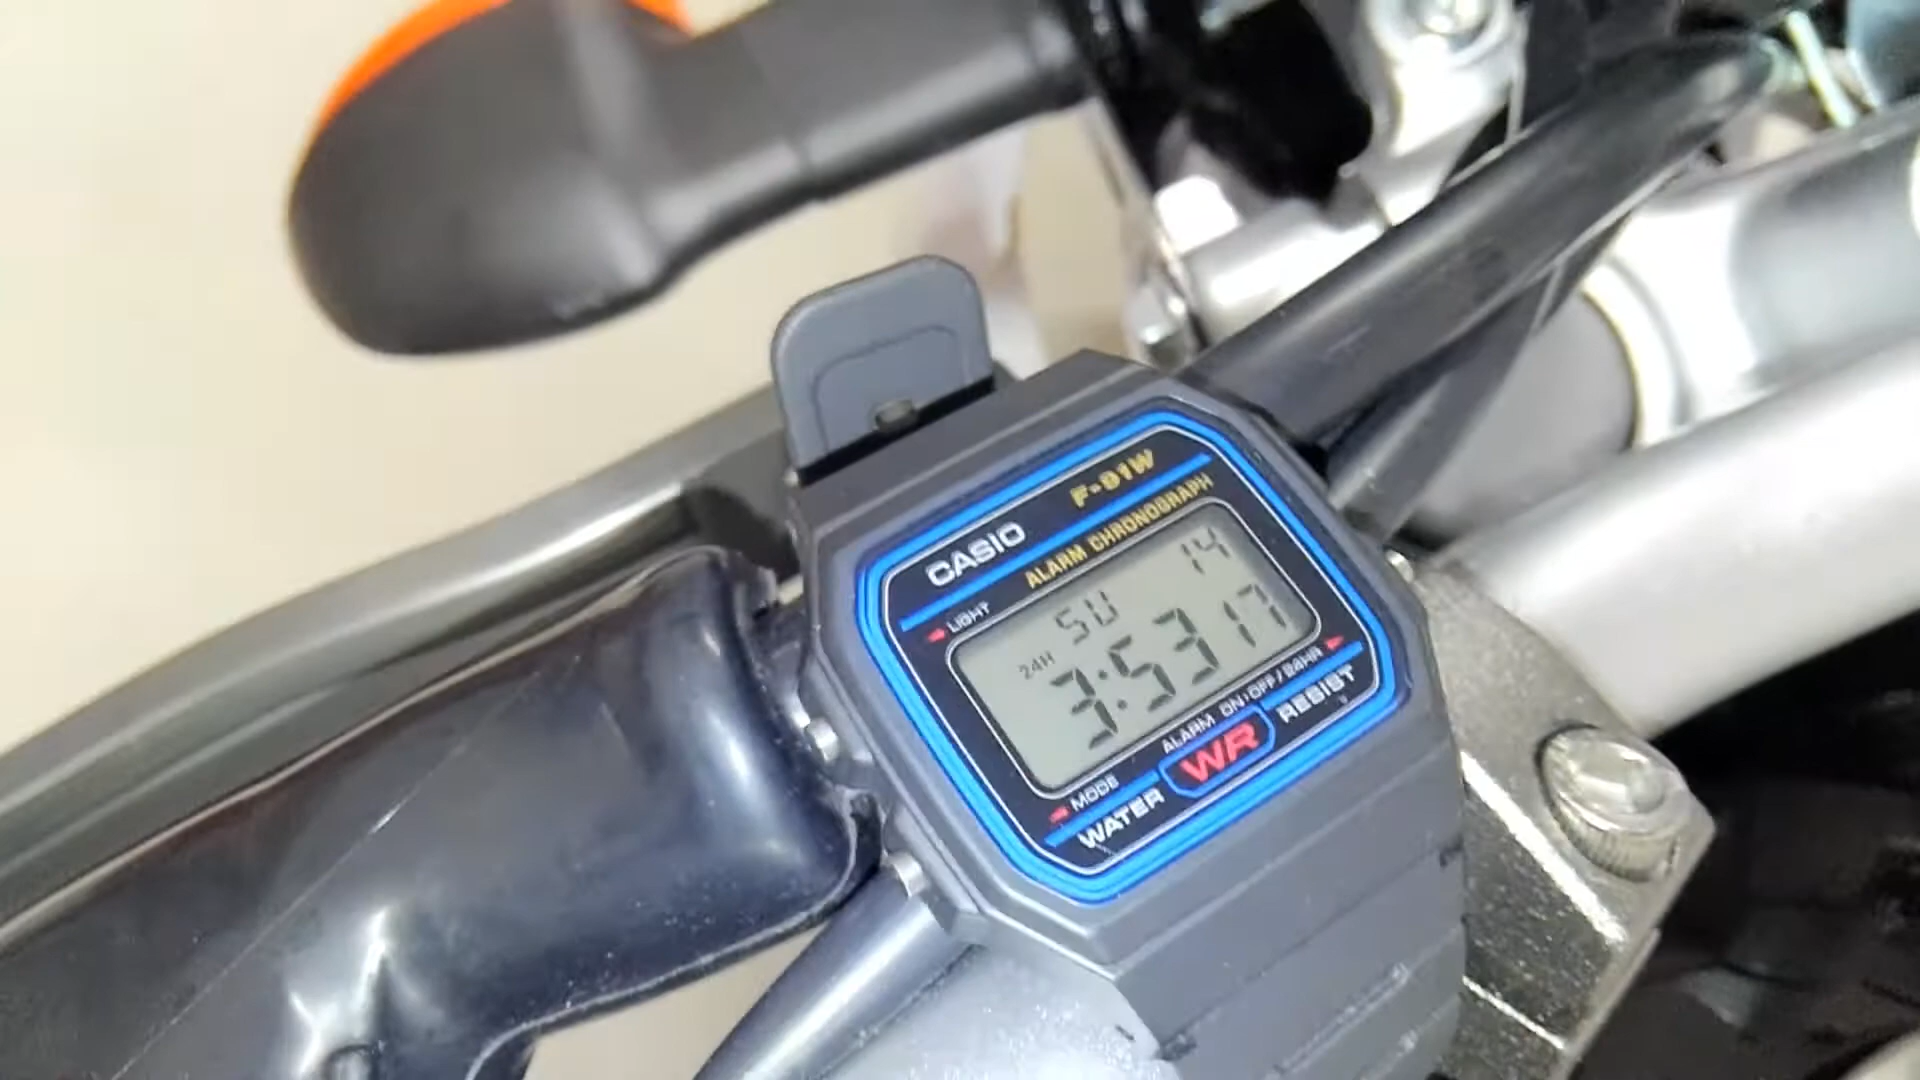 F-91W
CASIO
ALARM CHRONOGRAPH
LIGHT
SU 14
24H
3:53 17
ALARM ON·OFF/24HR
MODE
WATER WR RESIST